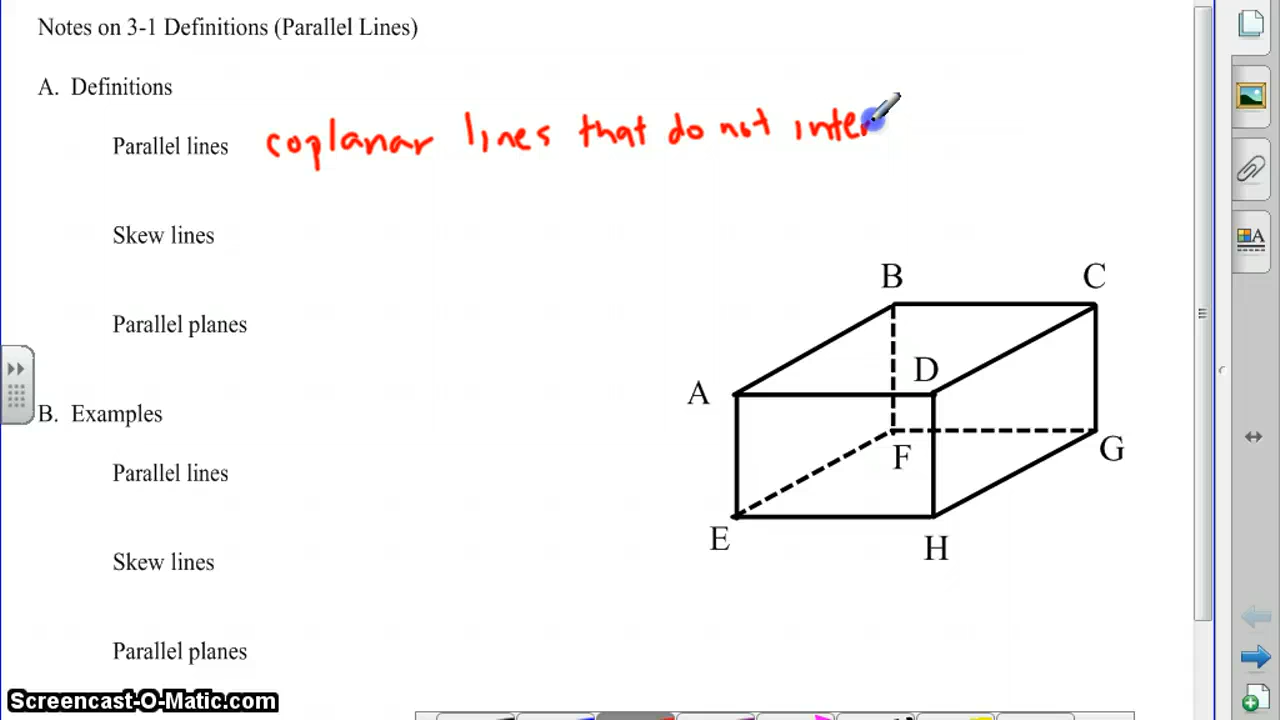 Notes on 3-1 Definitions (Parallel Lines)
A. Definitions
Parallel lines coplanar lines that do not inter
Skew lines
Parallel planes
B. Examples
Parallel lines
Skew lines
Parallel planes
B C
A D
F G
E H
Screencast-O-Matic.com